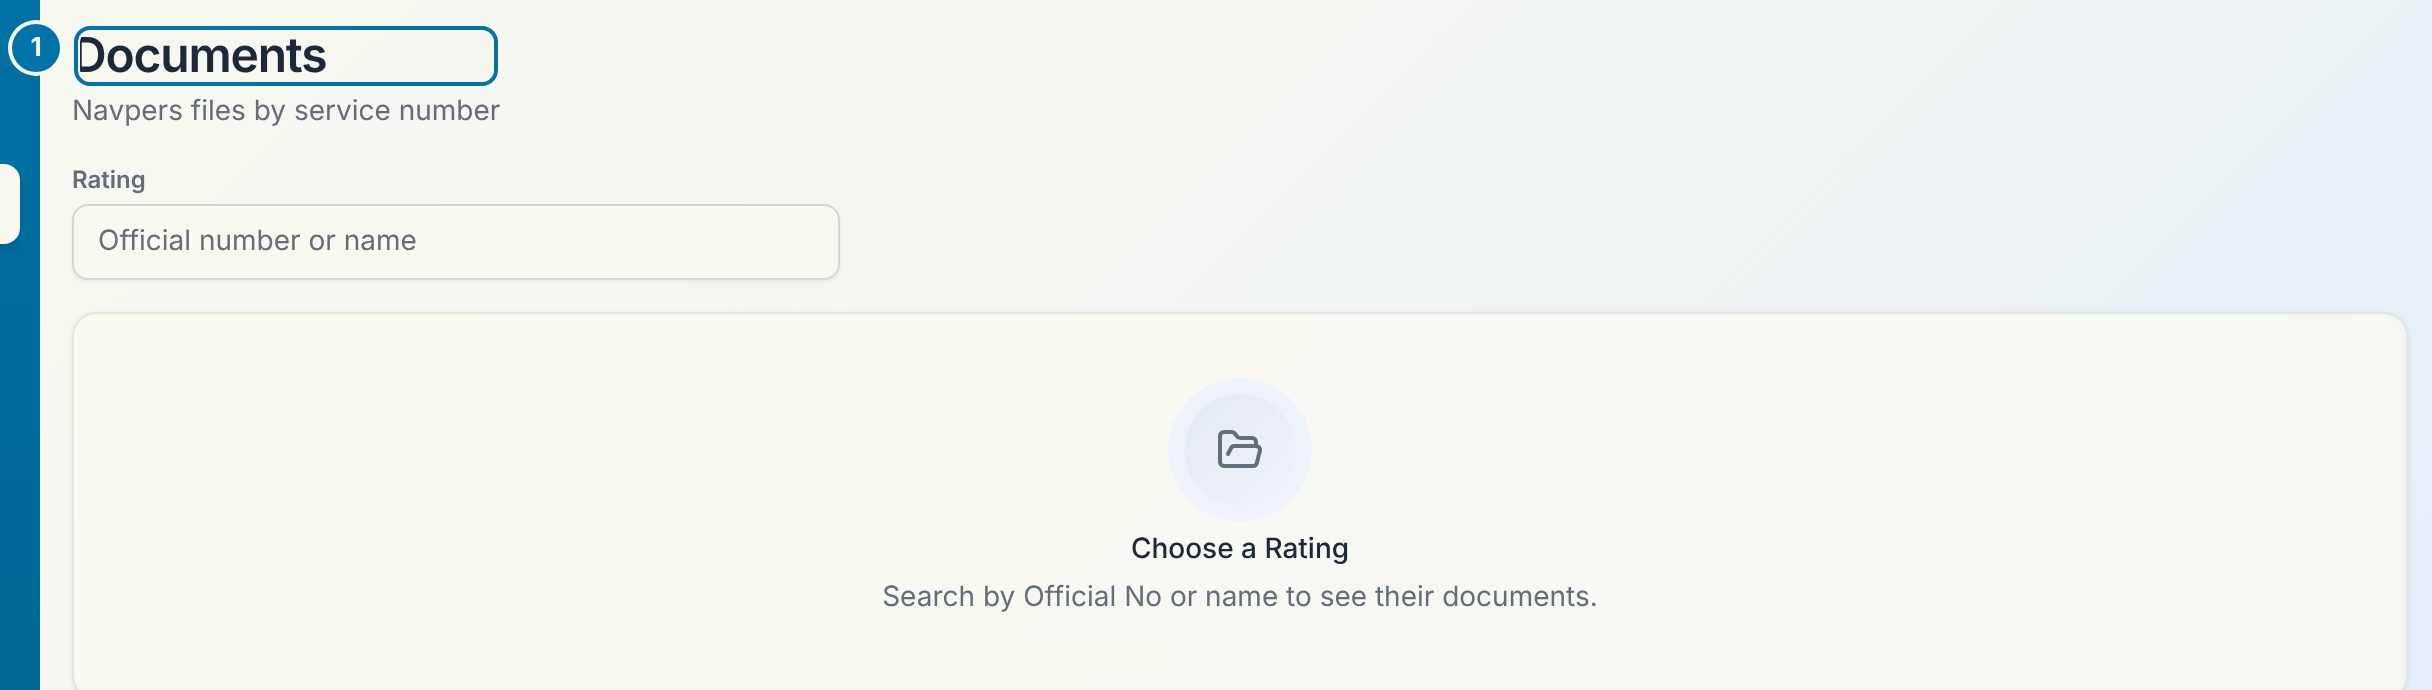 1
Documents
Navpers files by service number
Rating
Official number or name
Choose a Rating
Search by Official No or name to see their documents.